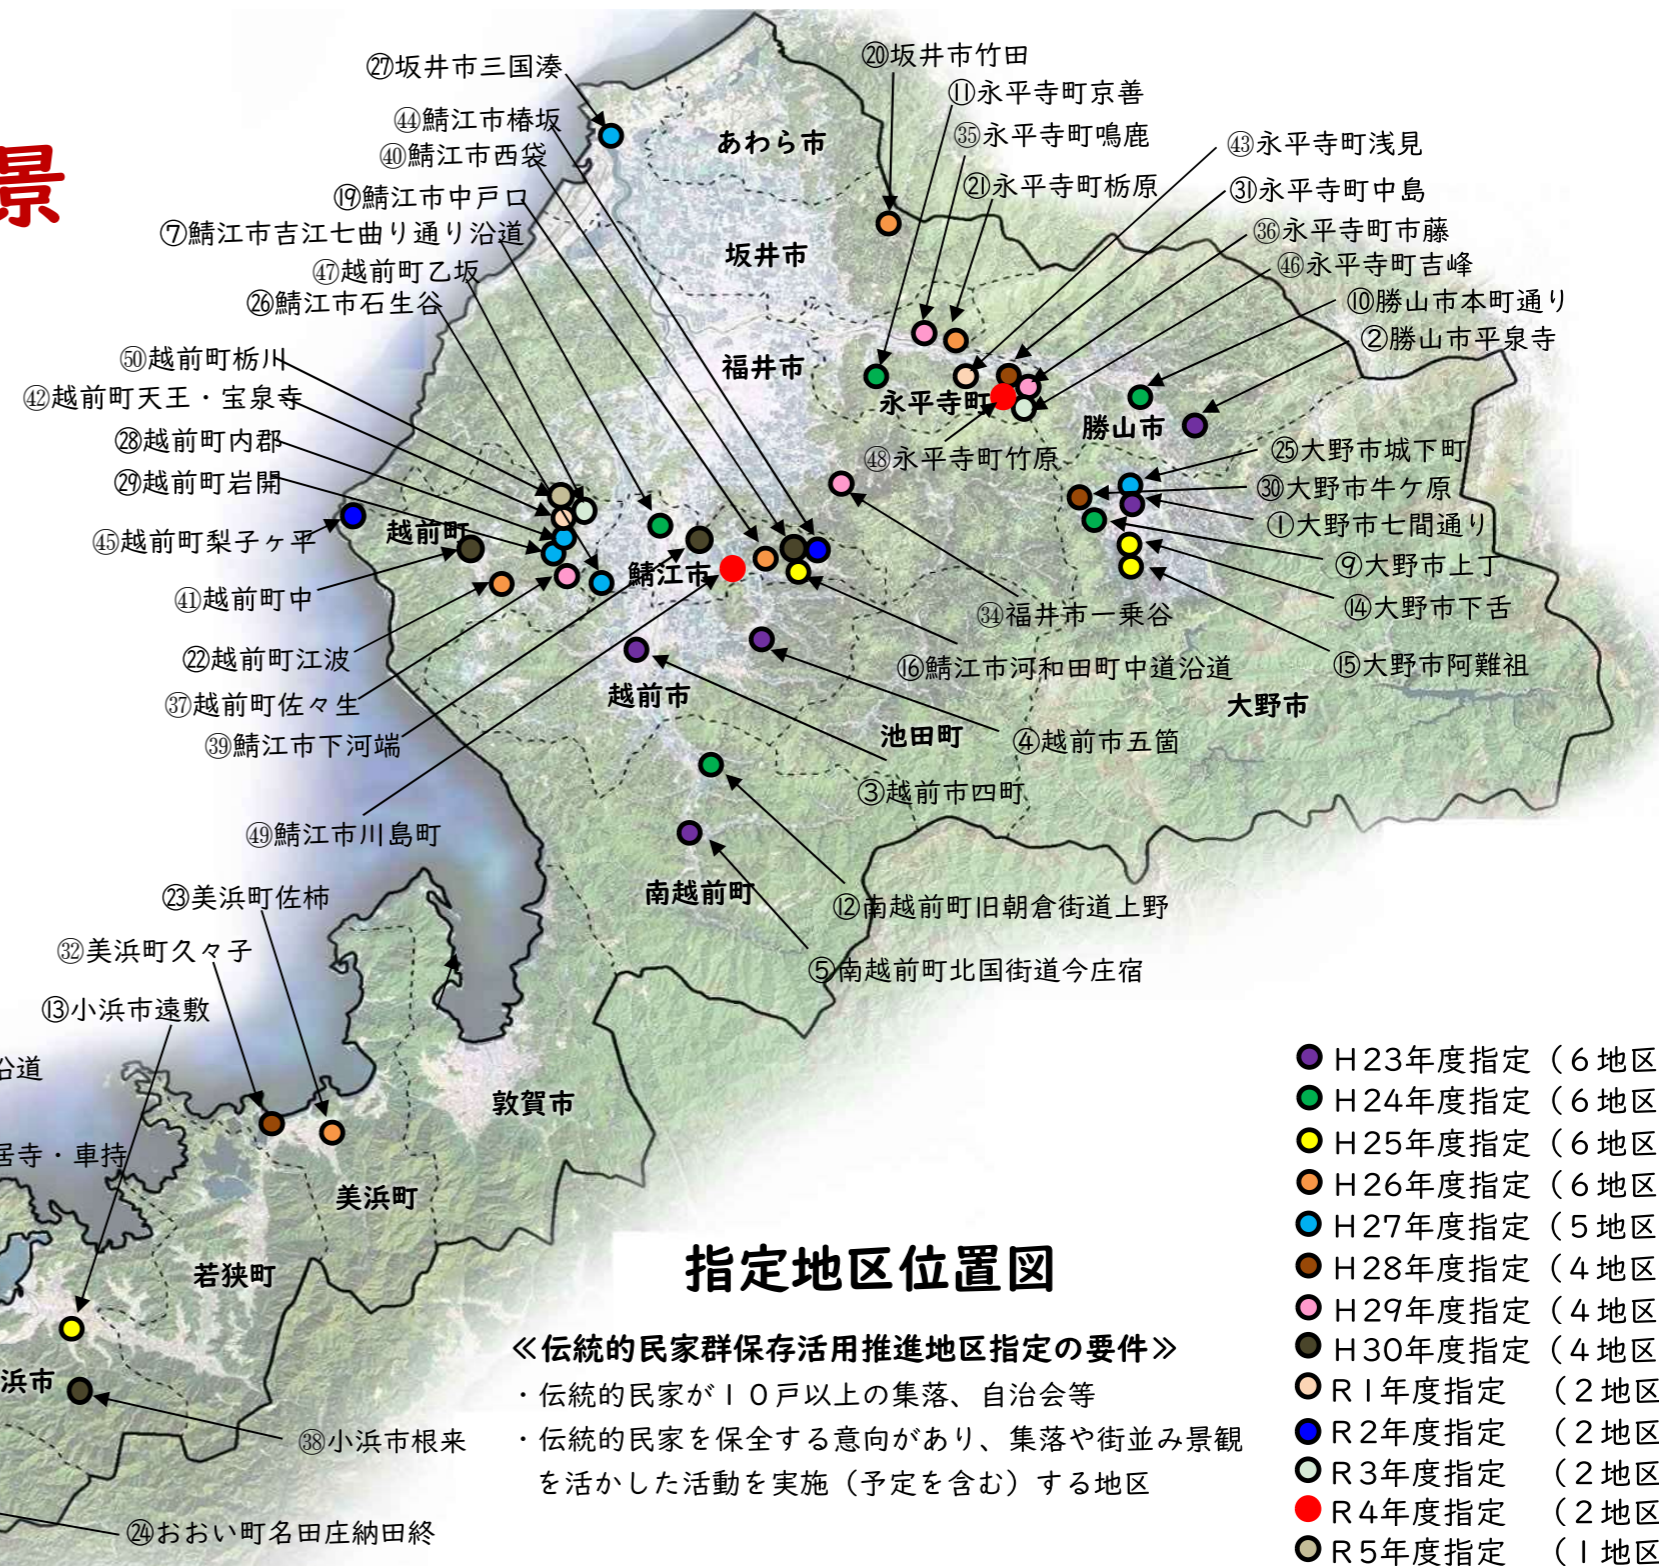 景
㉗坂井市三国湊
㊹鯖江市椿坂
㊵鯖江市西袋
⑲鯖江市中戸口
⑦鯖江市吉江七曲り通り沿道
㊼越前町乙坂
㉖鯖江市石生谷
㊿越前町栃川
㊷越前町天王・宝泉寺
㉘越前町内郡
㉙越前町岩開
㊺越前町梨子ヶ平
㊶越前町中
㉒越前町江波
㊲越前町佐々生
㊴鯖江市下河端
㊾鯖江市川島町
⑳坂井市竹田
⑪永平寺町京善
㉟永平寺町鳴鹿
㉑永平寺町栃原
㊸永平寺町浅見
㉛永平寺町中島
㊱永平寺町市藤
㊻永平寺町吉峰
⑩勝山市本町通り
②勝山市平泉寺
㊽永平寺町竹原
㉕大野市城下町
㉚大野市牛ケ原
①大野市七間通り
⑨大野市上丁
⑭大野市下舌
⑮大野市阿難祖
㉞福井市一乗谷
⑯鯖江市河和田町中道沿道
④越前市五箇
③越前市四町
⑫南越前町旧朝倉街道上野
⑤南越前町北国街道今庄宿
あわら市
坂井市
福井市
永平寺町
勝山市
越前町
鯖江市
越前市
池田町
大野市
南越前町
敦賀市
美浜町
若狭町
浜市
㉓美浜町佐柿
㉜美浜町久々子
⑬小浜市遠敷
沿道
居寺・車持
㊳小浜市根来
㉔おおい町名田庄納田終
指定地区位置図
≪伝統的民家群保存活用推進地区指定の要件≫
・伝統的民家が10戸以上の集落、自治会等
・伝統的民家を保全する意向があり、集落や街並み景観
を活かした活動を実施（予定を含む）する地区
H23年度指定（6地区
H24年度指定（6地区
H25年度指定（6地区
H26年度指定（6地区
H27年度指定（5地区
H28年度指定（4地区
H29年度指定（4地区
H30年度指定（4地区
R1年度指定　（2地区
R2年度指定　（2地区
R3年度指定　（2地区
R4年度指定　（2地区
R5年度指定　（1地区